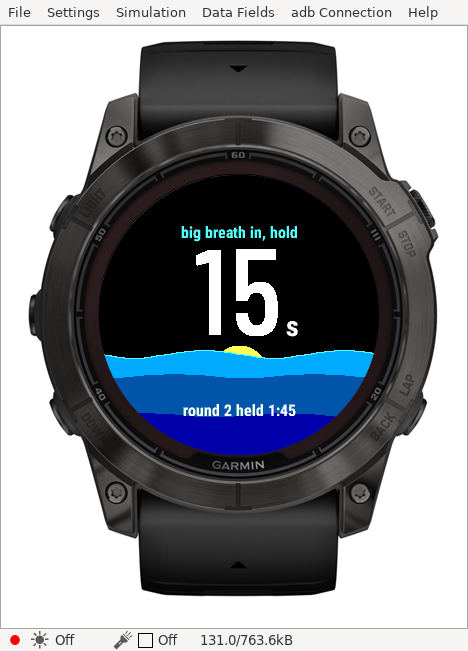 File Settings Simulation Data Fields adb Connection Help
60
LIGHT
START
STOP
50
big breath in, hold
15 s
40
20
DOWN
LAP
BACK
round 2 held 1:45
GARMIN
Off
Off
131.0/763.6kB